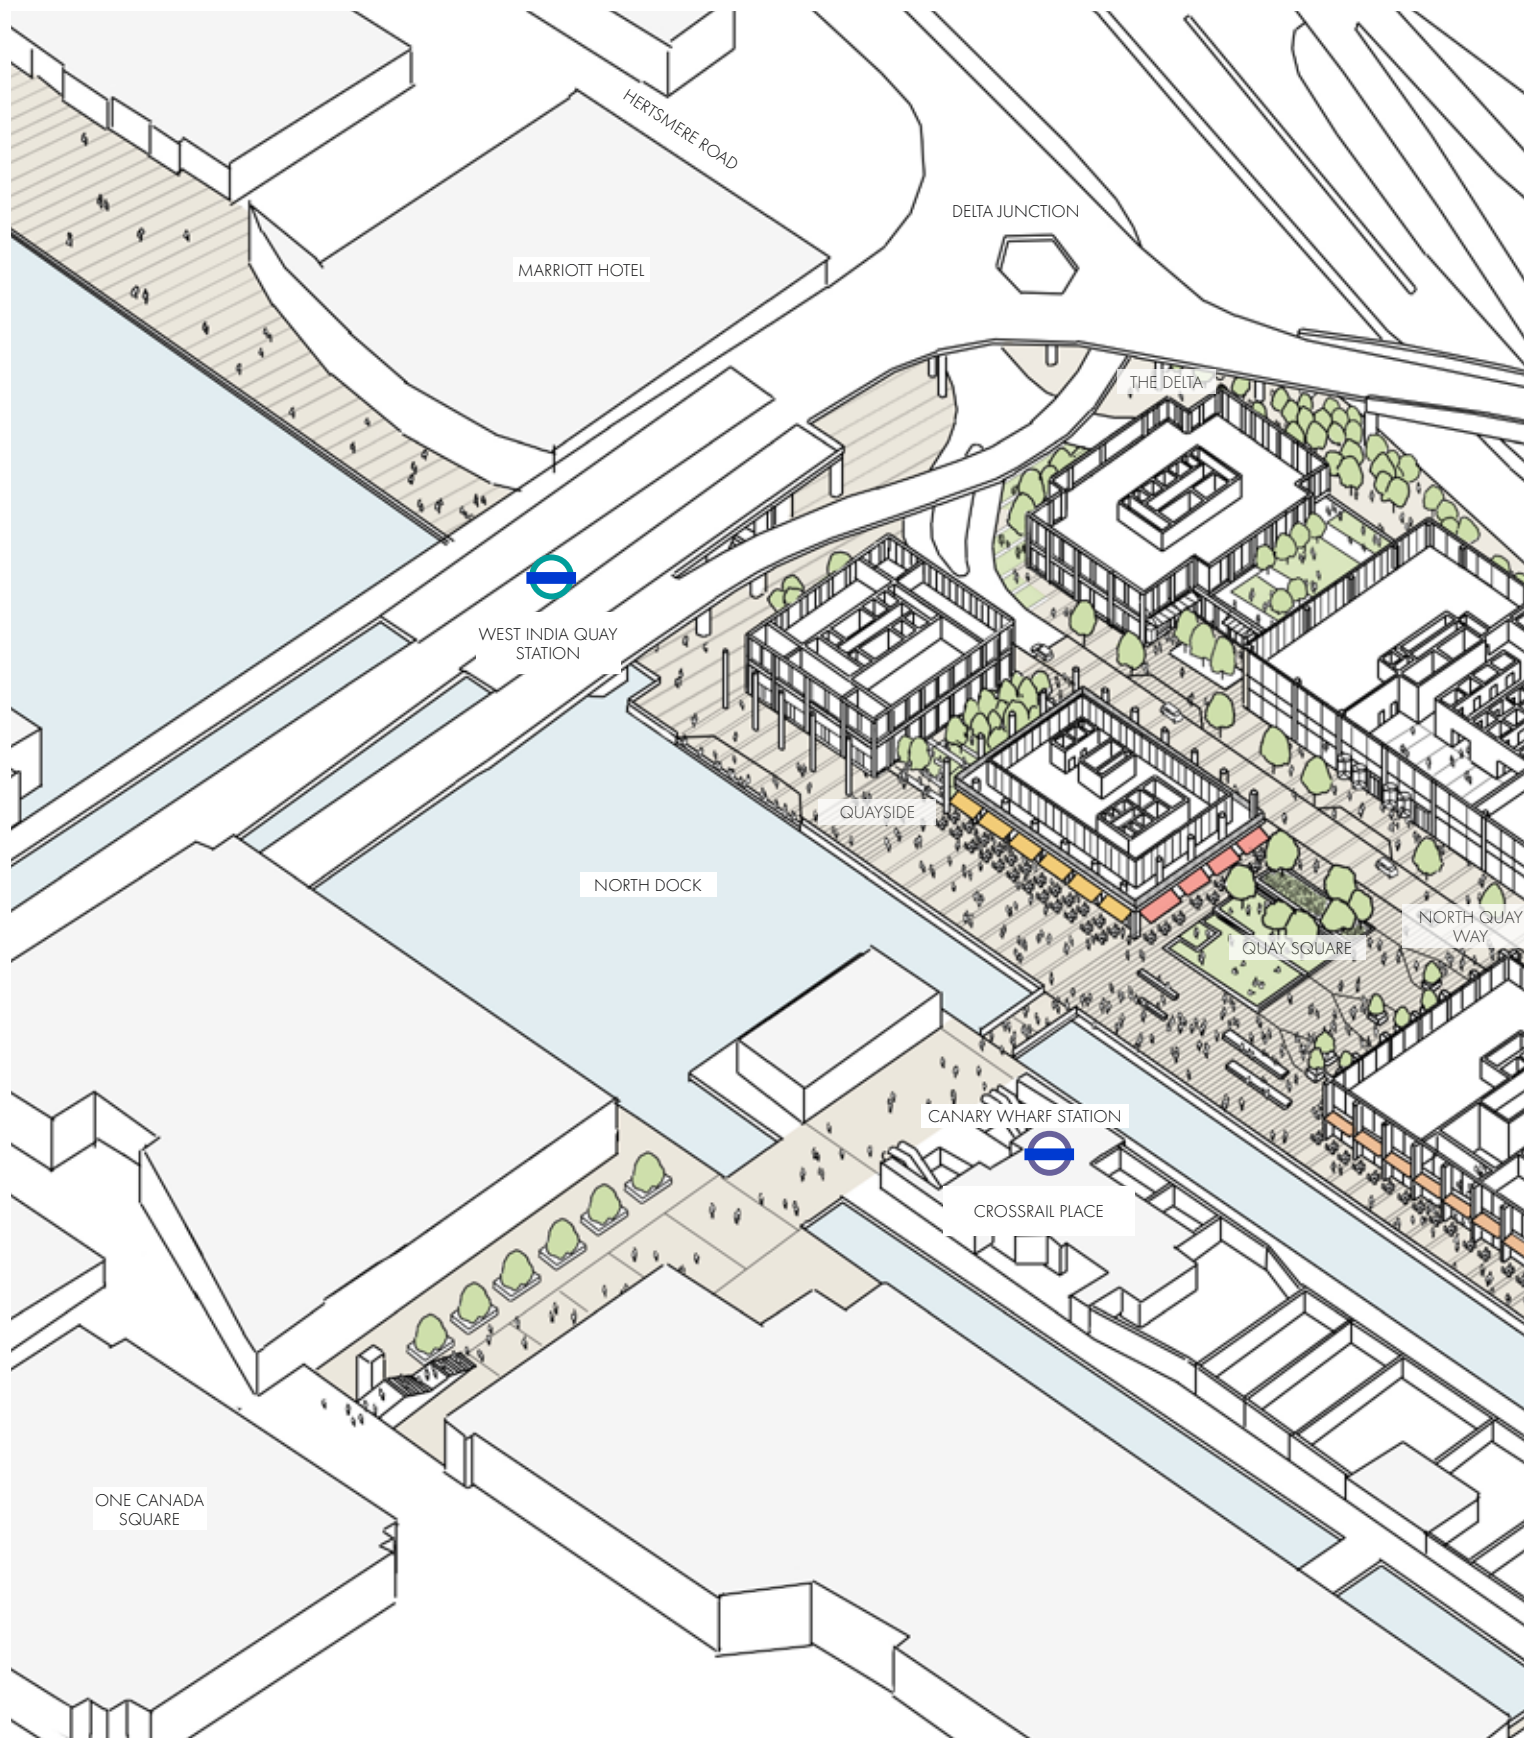 HERTSMERE ROAD
DELTA JUNCTION
MARRIOTT HOTEL
THE DELTA
WEST INDIA QUAY
STATION
QUAYSIDE
NORTH DOCK
NORTH QUAY
WAY
QUAY SQUARE
CANARY WHARF STATION
CROSSRAIL PLACE
ONE CANADA
SQUARE